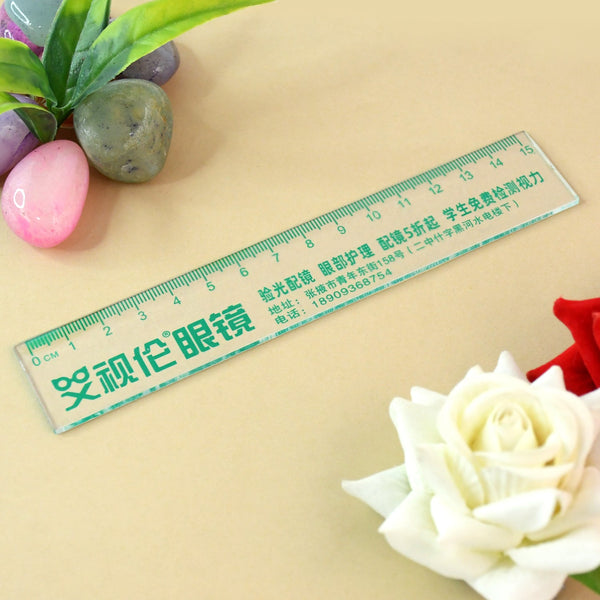 0 CM 1 2 3 4 5 6 7 8 9 10 11 12 13 14 15
艾视伦®眼镜
验光配镜 眼部护理 配镜5折起 学生免费检测视力
地址：张掖市青年东街158号（二中什字黑河水电楼下）
电话：18909368754